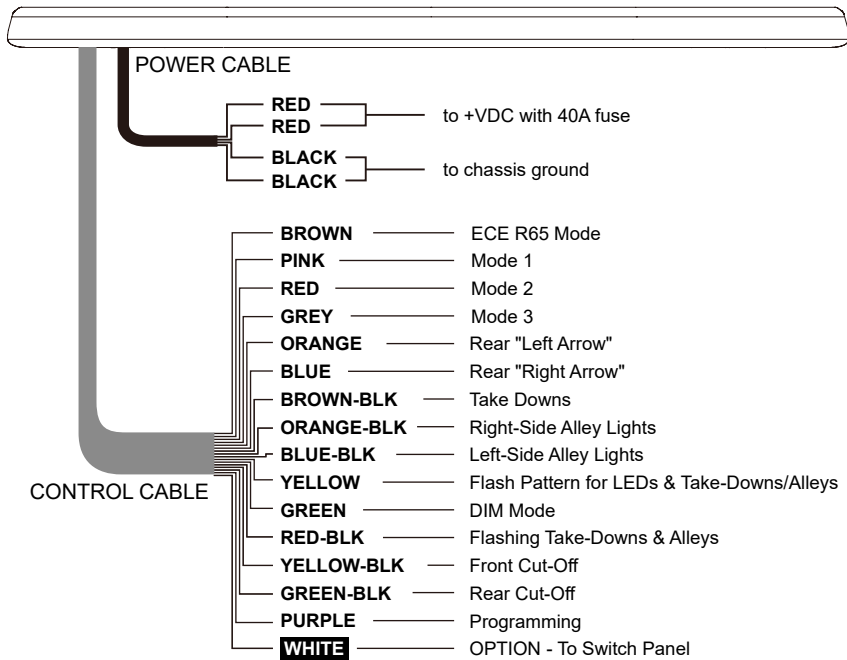 POWER CABLE
RED
RED
to +VDC with 40A fuse
BLACK
BLACK
to chassis ground
BROWN ECE R65 Mode
PINK Mode 1
RED Mode 2
GREY Mode 3
ORANGE Rear "Left Arrow"
BLUE Rear "Right Arrow"
BROWN-BLK Take Downs
ORANGE-BLK Right-Side Alley Lights
BLUE-BLK Left-Side Alley Lights
YELLOW Flash Pattern for LEDs & Take-Downs/Alleys
CONTROL CABLE
GREEN DIM Mode
RED-BLK Flashing Take-Downs & Alleys
YELLOW-BLK Front Cut-Off
GREEN-BLK Rear Cut-Off
PURPLE Programming
WHITE OPTION - To Switch Panel